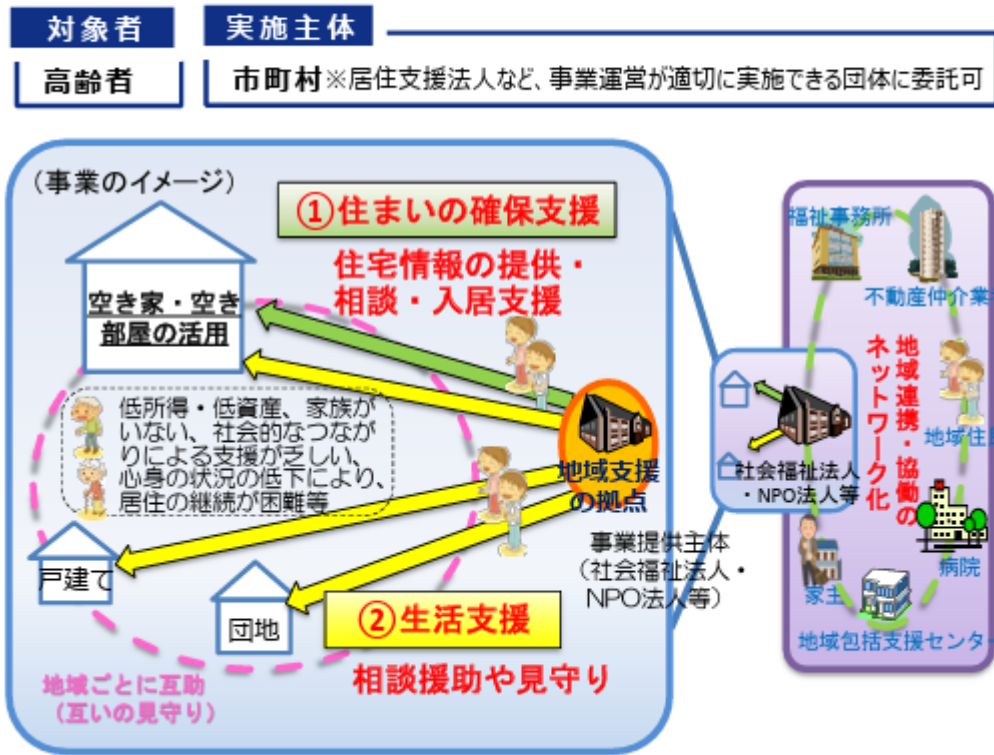 対象者
実施主体
高齢者
市町村※居住支援法人など、事業運営が適切に実施できる団体に委託可
（事業のイメージ）
①住まいの確保支援
住宅情報の提供・
相談・入居支援
空き家・空き
部屋の活用
低所得・低資産、家族が
いない、社会的なつなが
りによる支援が乏しい、
心身の状況の低下により、
居住の継続が困難等
地域支援
の拠点
事業提供主体
（社会福祉法人・
NPO法人等）
戸建て
団地
②生活支援
相談援助や見守り
地域ごとに互助
（互いの見守り）
社会福祉法人
・NPO法人等
福祉事務所
不動産仲介業
地域連携・協働の
ネットワーク化
地域住
病院
家主
地域包括支援センタ